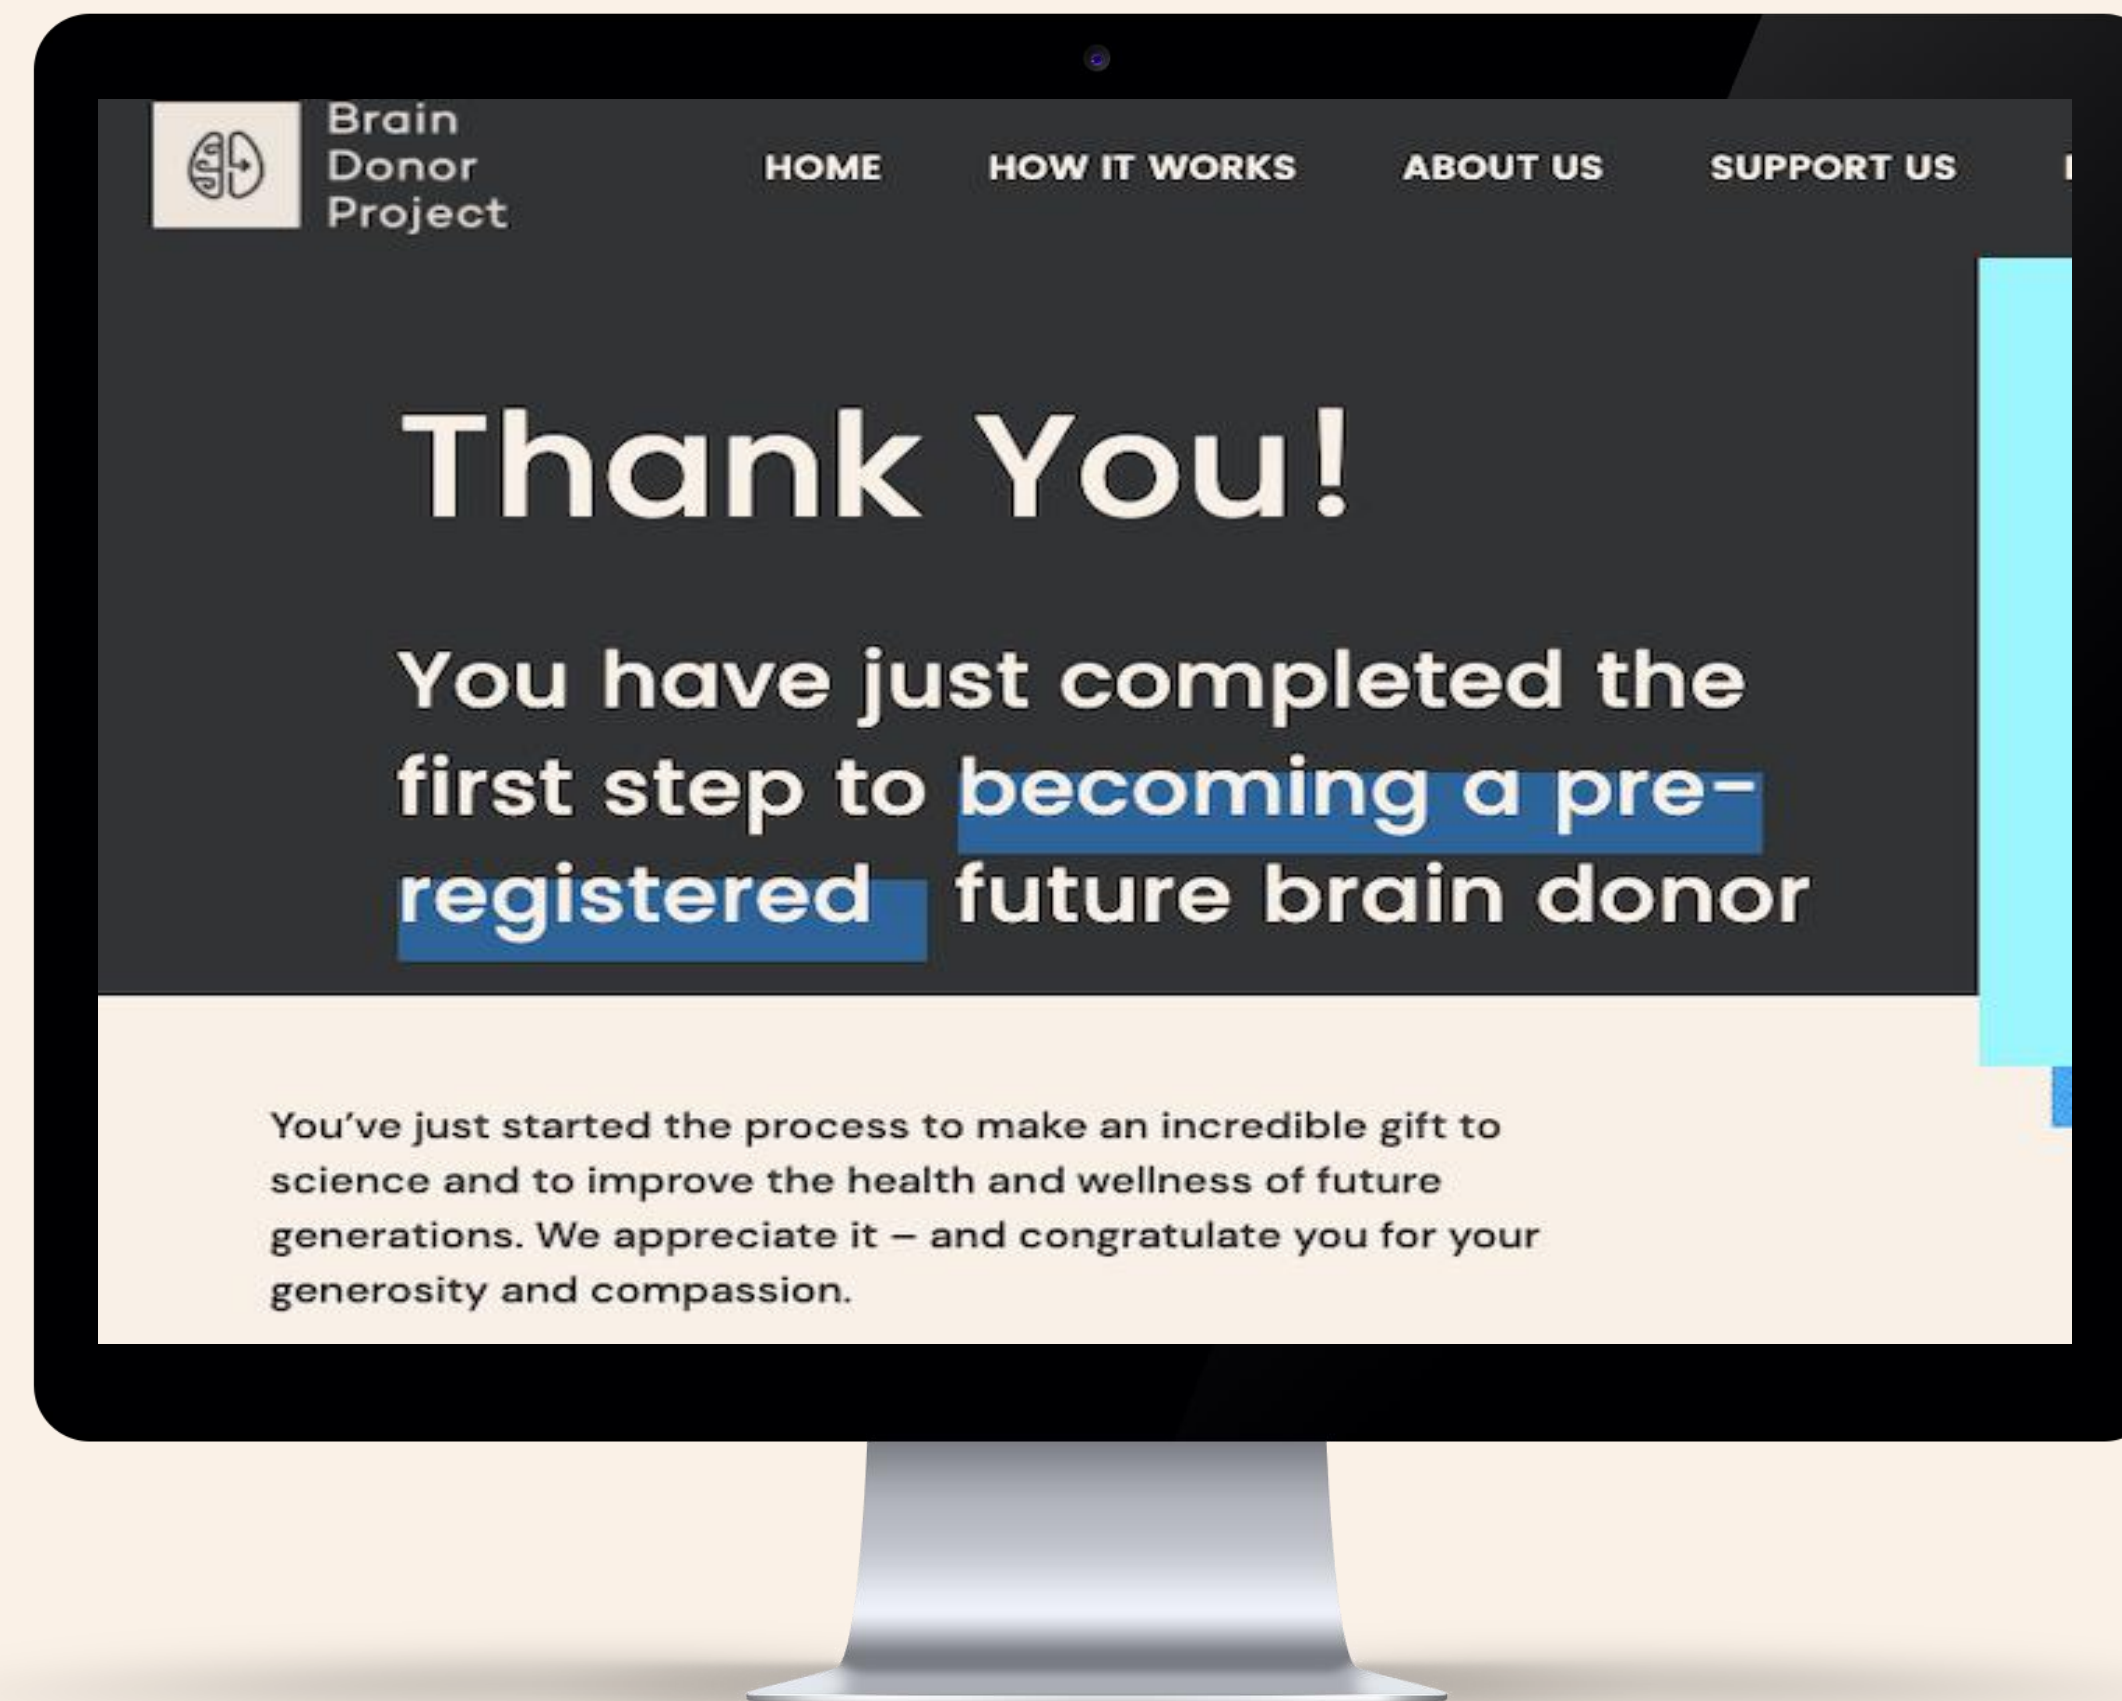 Brain
Donor
Project
HOME HOW IT WORKS ABOUT US SUPPORT US
Thank You!
You have just completed the
first step to becoming a pre-
registered future brain donor
You've just started the process to make an incredible gift to
science and to improve the health and wellness of future
generations. We appreciate it – and congratulate you for your
generosity and compassion.